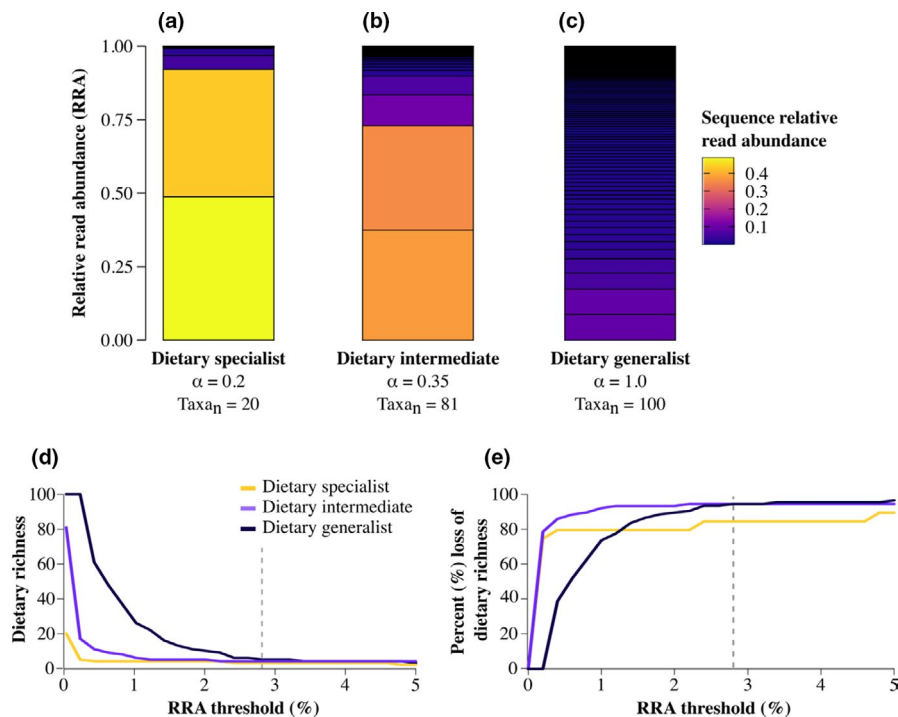 (a)
(b)
(c)
Relative read abundance (RRA)
1.00
0.75
0.50
0.25
0.00
Dietary specialist
α = 0.2
Taxan = 20
Dietary intermediate
α = 0.35
Taxan = 81
Dietary generalist
α = 1.0
Taxan = 100
Sequence relative
read abundance
0.4
0.3
0.2
0.1
(d)
Dietary richness
100
80
60
40
20
0
0 1 2 3 4 5
RRA threshold (%)
Dietary specialist
Dietary intermediate
Dietary generalist
(e)
Percent (%) loss of
dietary richness
100
80
60
40
20
0
0 1 2 3 4 5
RRA threshold (%)